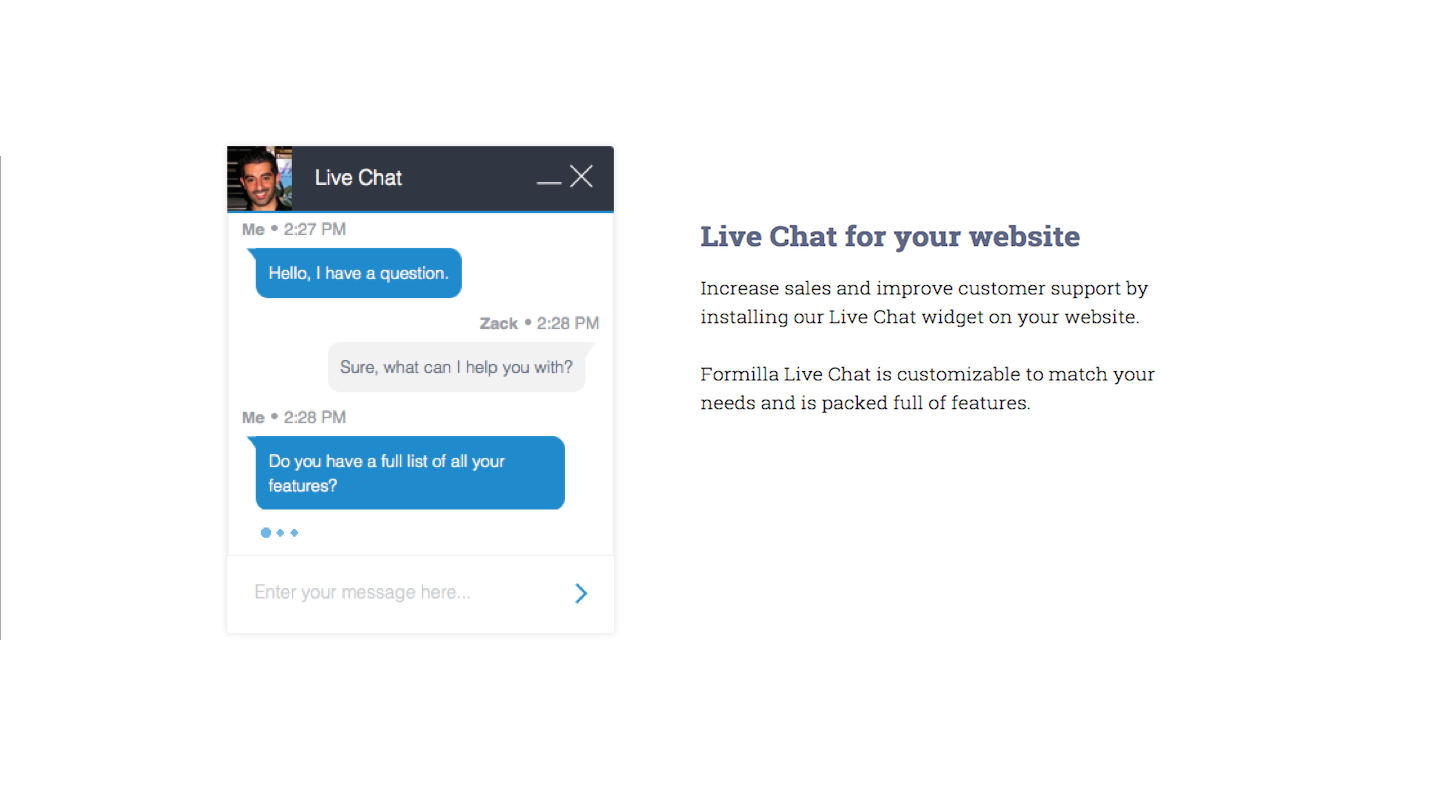 Live Chat
Me • 2:27 PM
Hello, I have a question.
Zack • 2:28 PM
Sure, what can I help you with?
Me • 2:28 PM
Do you have a full list of all your
features?
Enter your message here...
Live Chat for your website
Increase sales and improve customer support by
installing our Live Chat widget on your website.
Formilla Live Chat is customizable to match your
needs and is packed full of features.